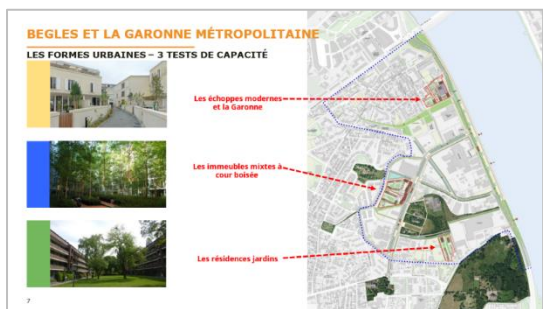 BEGLES ET LA GARONNE MÉTROPOLITAINE
LES FORMES URBAINES – 3 TESTS DE CAPACITÉ
Les échoppes modernes
et la Garonne
Les immeubles mixtes à
cour boisée
Les résidences jardins
7